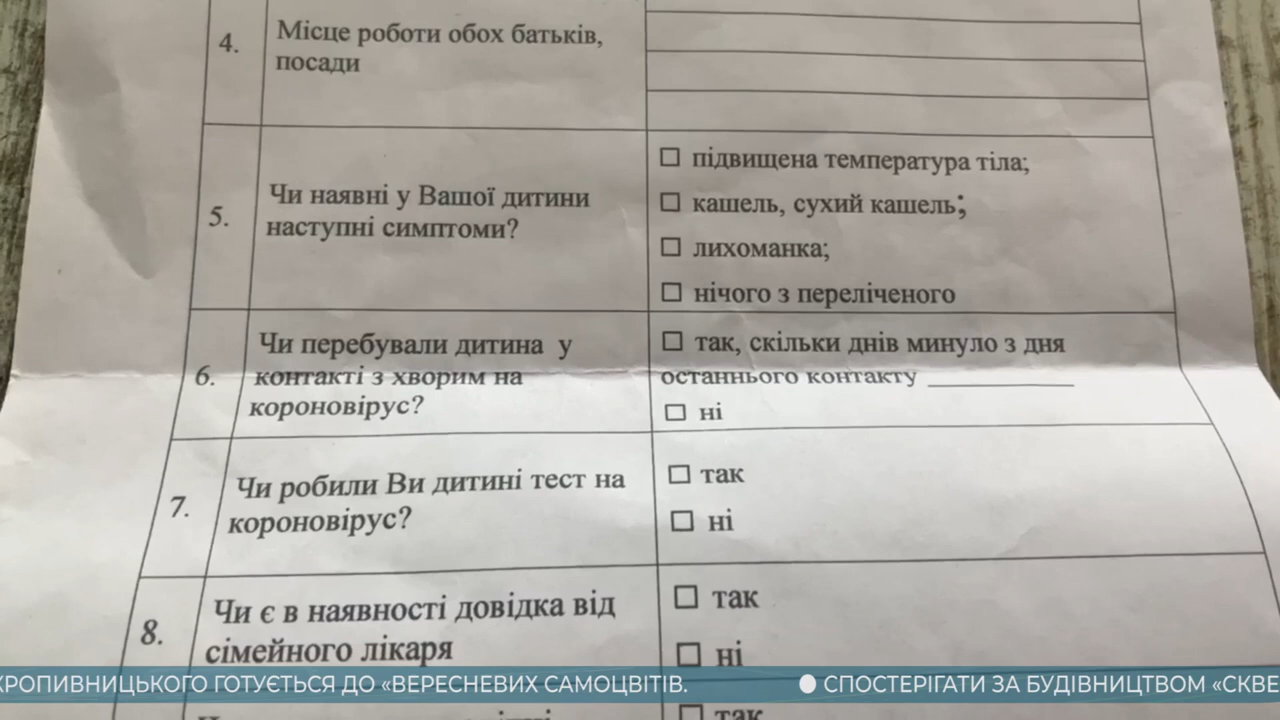 4.
Місце роботи обох батьків,
посади
5.
Чи наявні у Вашої дитини
наступні симптоми?
☐ підвищена температура тіла;
☐ кашель, сухий кашель;
☐ лихоманка;
☐ нічого з переліченого
6.
Чи перебували дитина у
контакті з хворим на
короновірус?
☐ так, скільки днів минуло з дня
останнього контакту ___________
☐ ні
7.
Чи робили Ви дитині тест на
короновірус?
☐ так
☐ ні
8.
Чи є в наявності довідка від
сімейного лікаря
☐ так
☐ ні
☐ так
КРОПИВНИЦЬКОГО ГОТУЄТЬСЯ ДО «ВЕРЕСНЕВИХ САМОЦВІТІВ. ● СПОСТЕРІГАТИ ЗА БУДІВНИЦТВОМ «СКВЕ